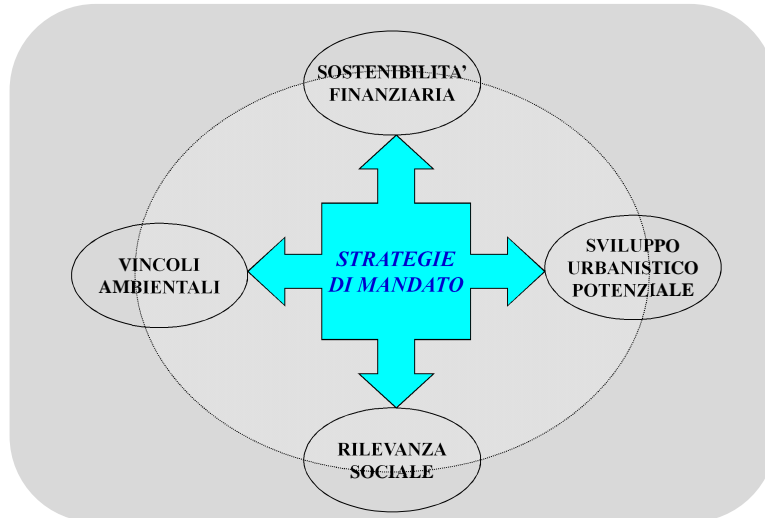 SOSTENIBILITA'
FINANZIARIA
VINCOLI
AMBIENTALI
STRATEGIE
DI MANDATO
SVILUPPO
URBANISTICO
POTENZIALE
RILEVANZA
SOCIALE